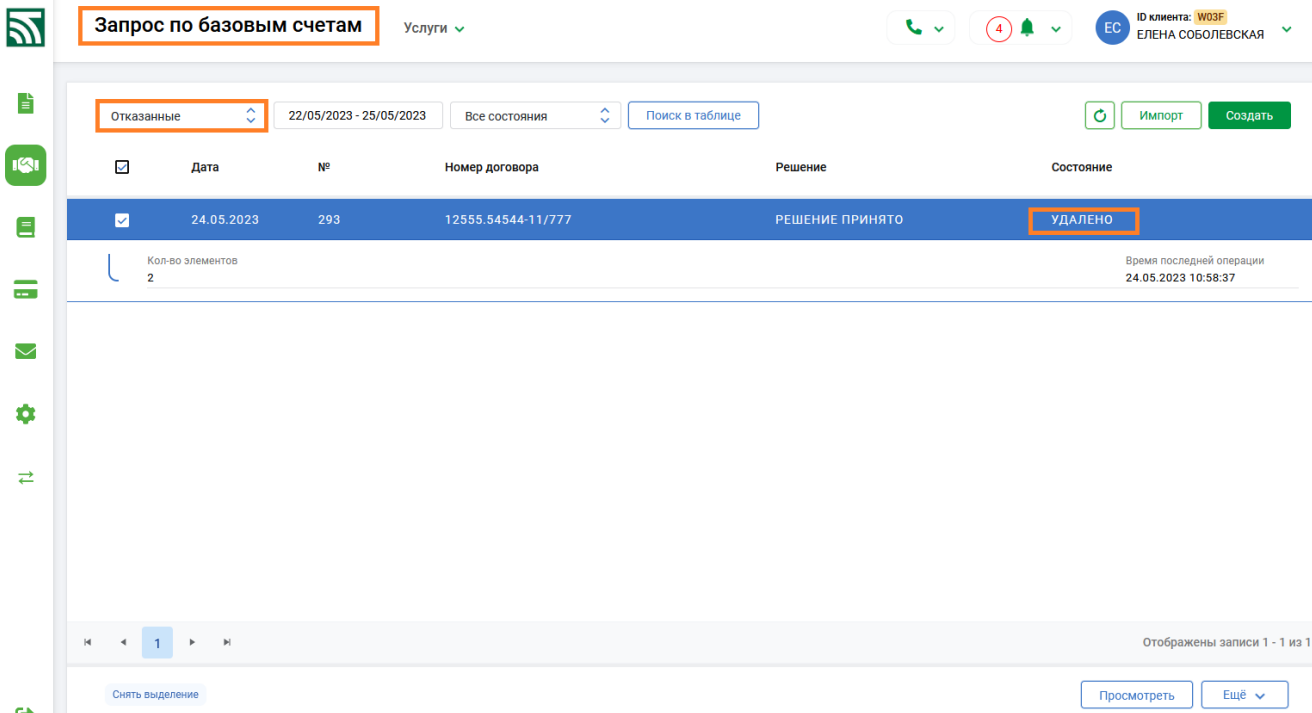 Запрос по базовым счетам
Услуги
4
ЕС
ID клиента: W03F
ЕЛЕНА СОБОЛЕВСКАЯ
Отказанные
22/05/2023 - 25/05/2023
Все состояния
Поиск в таблице
Импорт
Создать
Дата № Номер договора Решение Состояние
24.05.2023 293 12555.54544-11/777 РЕШЕНИЕ ПРИНЯТО УДАЛЕНО
Кол-во элементов Время последней операции
2 24.05.2023 10:58:37
1
Отображены записи 1 - 1 из 1
Снять выделение
Просмотреть
Ещё